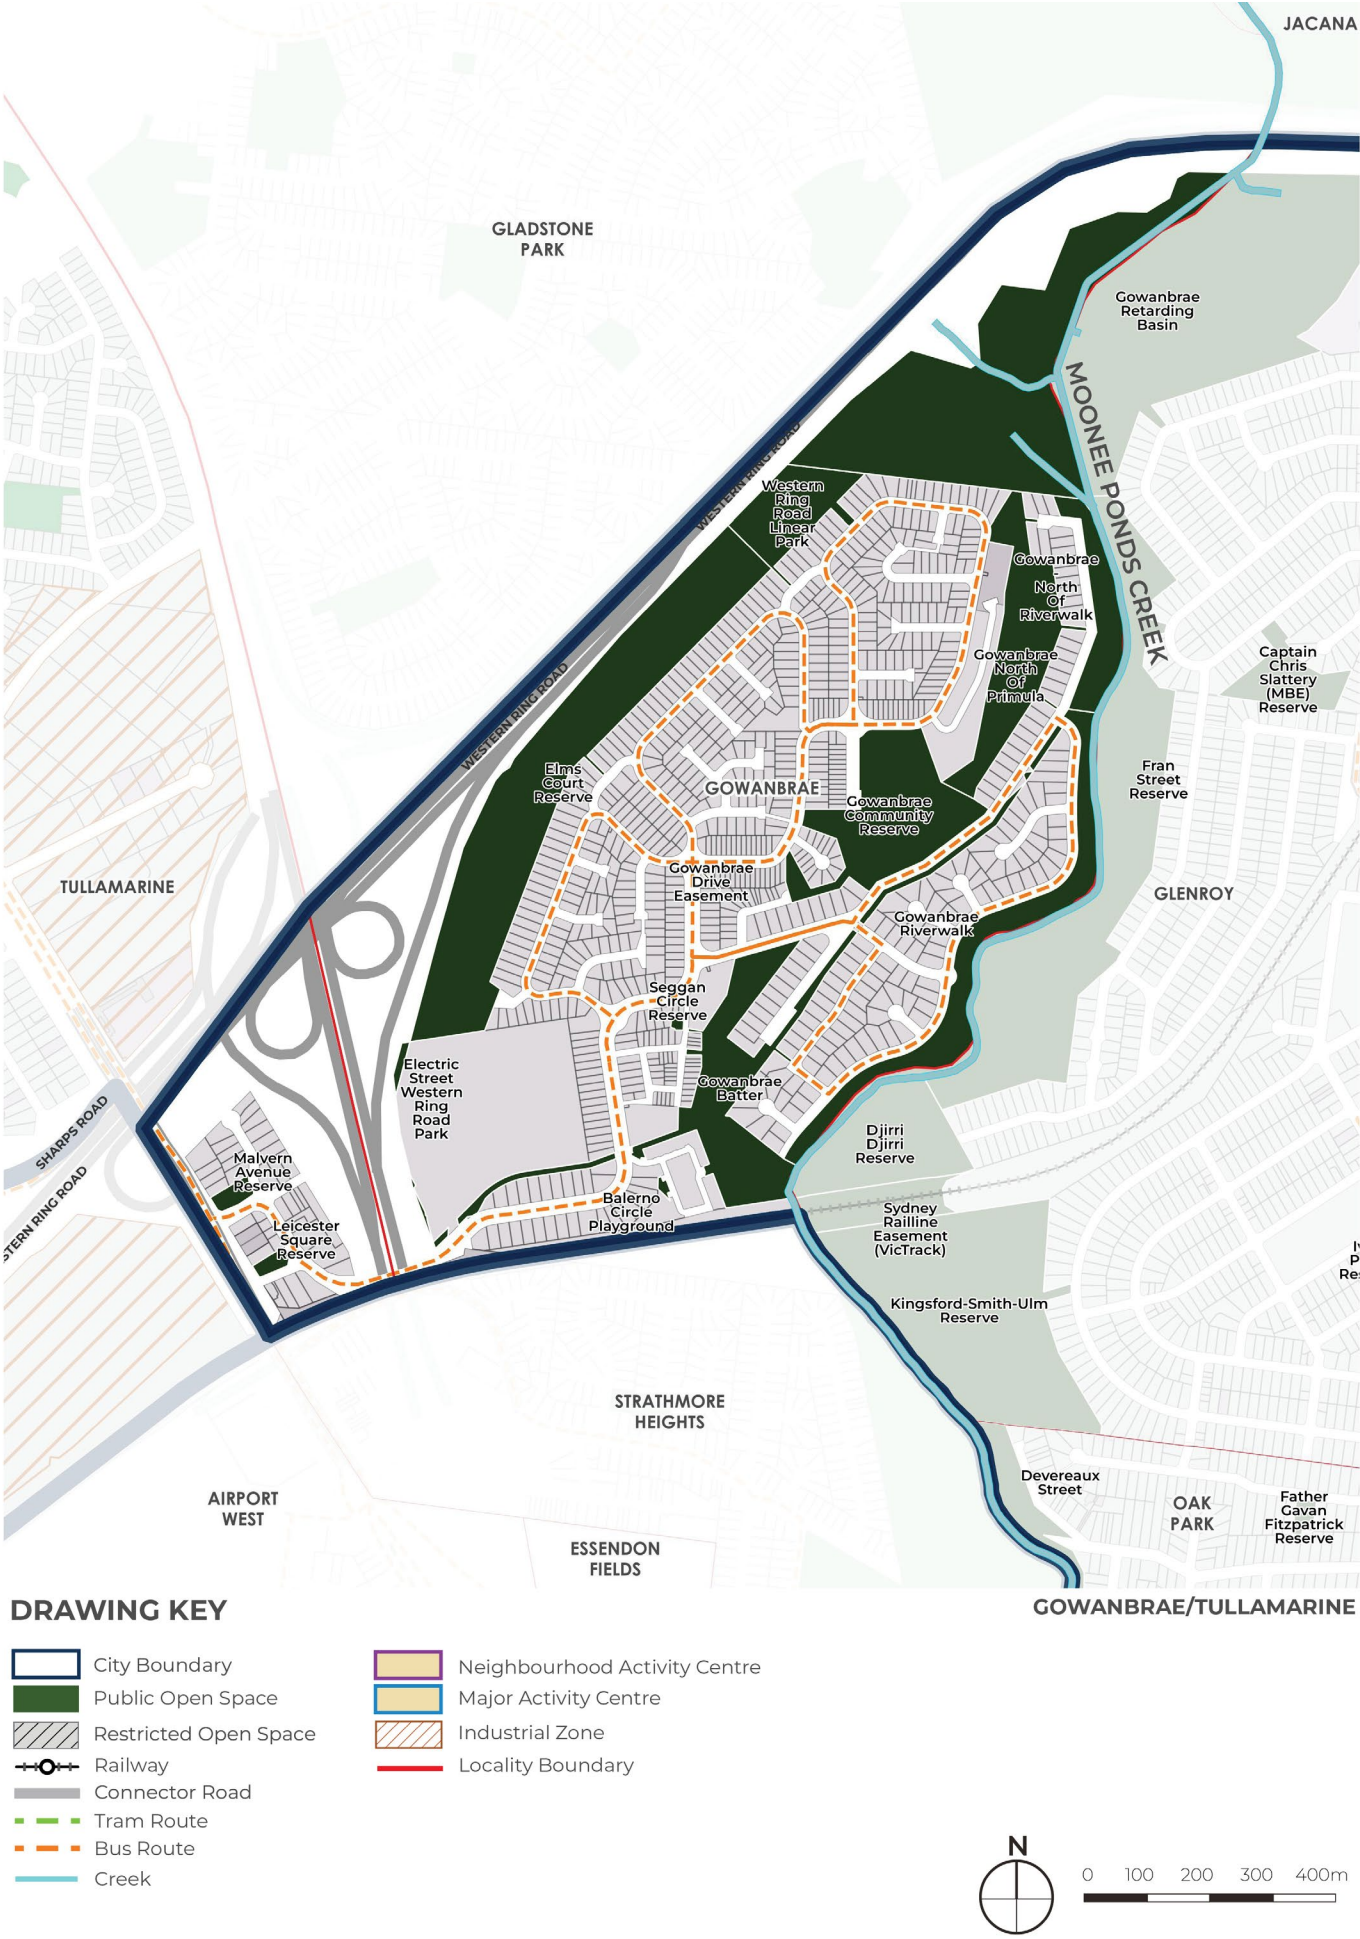 JACANA
GLADSTONE
PARK
Gowanbrae
Retarding
Basin
MOONEE PONDS CREEK
WESTERN RING ROAD
Western
Ring
Road
Linear
Park
Gowanbrae
-
North
Of
Riverwalk
Gowanbrae
North
Of
Primula
Captain
Chris
Slattery
(MBE)
Reserve
WESTERN RING ROAD
Elms
Court
Reserve
GOWANBRAE
Gowanbrae
Community
Reserve
Fran
Street
Reserve
TULLAMARINE
Gowanbrae
Drive
Easement
GLENROY
Gowanbrae
Riverwalk
Seggan
Circle
Reserve
Electric
Street
Western
Ring
Road
Park
Gowanbrae
Batter
SHARPS ROAD
STERN RING ROAD
Malvern
Avenue
Reserve
Djirri
Djirri
Reserve
Leicester
Square
Reserve
Balerno
Circle
Playground
Sydney
Railline
Easement
(VicTrack)
P
Res
Kingsford-Smith-Ulm
Reserve
STRATHMORE
HEIGHTS
Devereaux
Street
AIRPORT
WEST
OAK
PARK
Father
Gavan
Fitzpatrick
Reserve
ESSENDON
FIELDS
DRAWING KEY
GOWANBRAE/TULLAMARINE
City Boundary
Public Open Space
Restricted Open Space
Railway
Connector Road
Tram Route
Bus Route
Creek
Neighbourhood Activity Centre
Major Activity Centre
Industrial Zone
Locality Boundary
N
0 100 200 300 400m